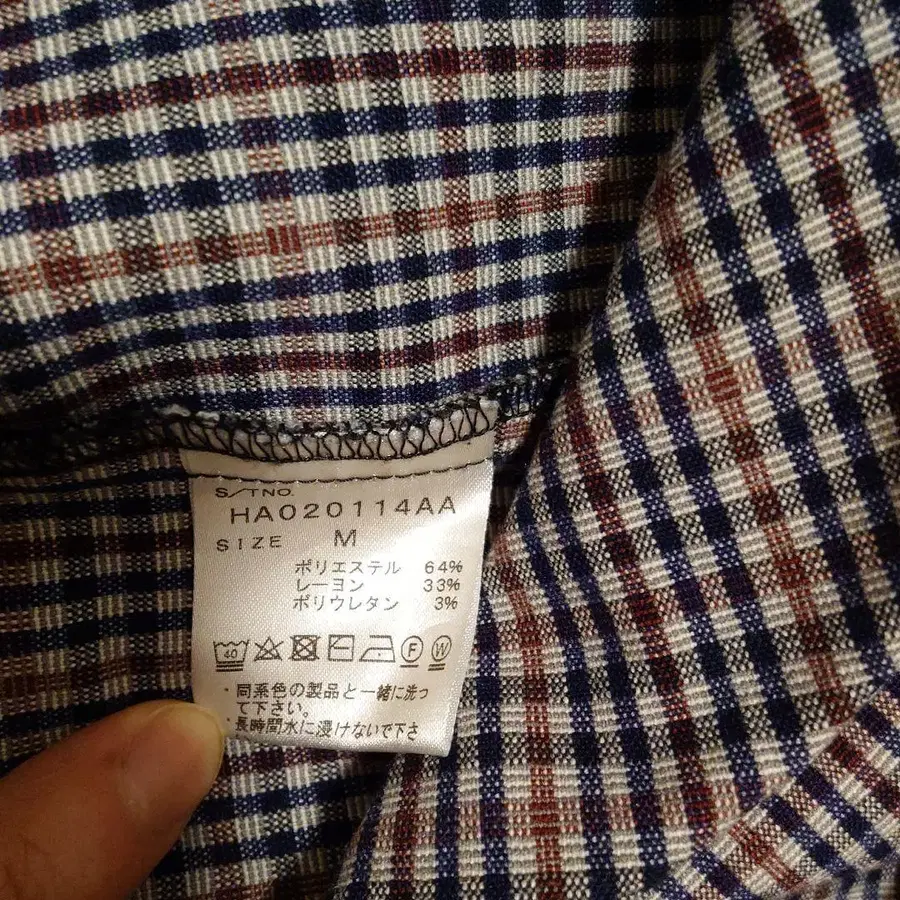 S/TNO.
HA020114AA
SIZE M
ポリエステル 64%
レーヨン 33%
ポリウレタン 3%
40 F W
・同系色の製品と一緒に洗っ
て下さい。
・長時間水に浸けないで下さ